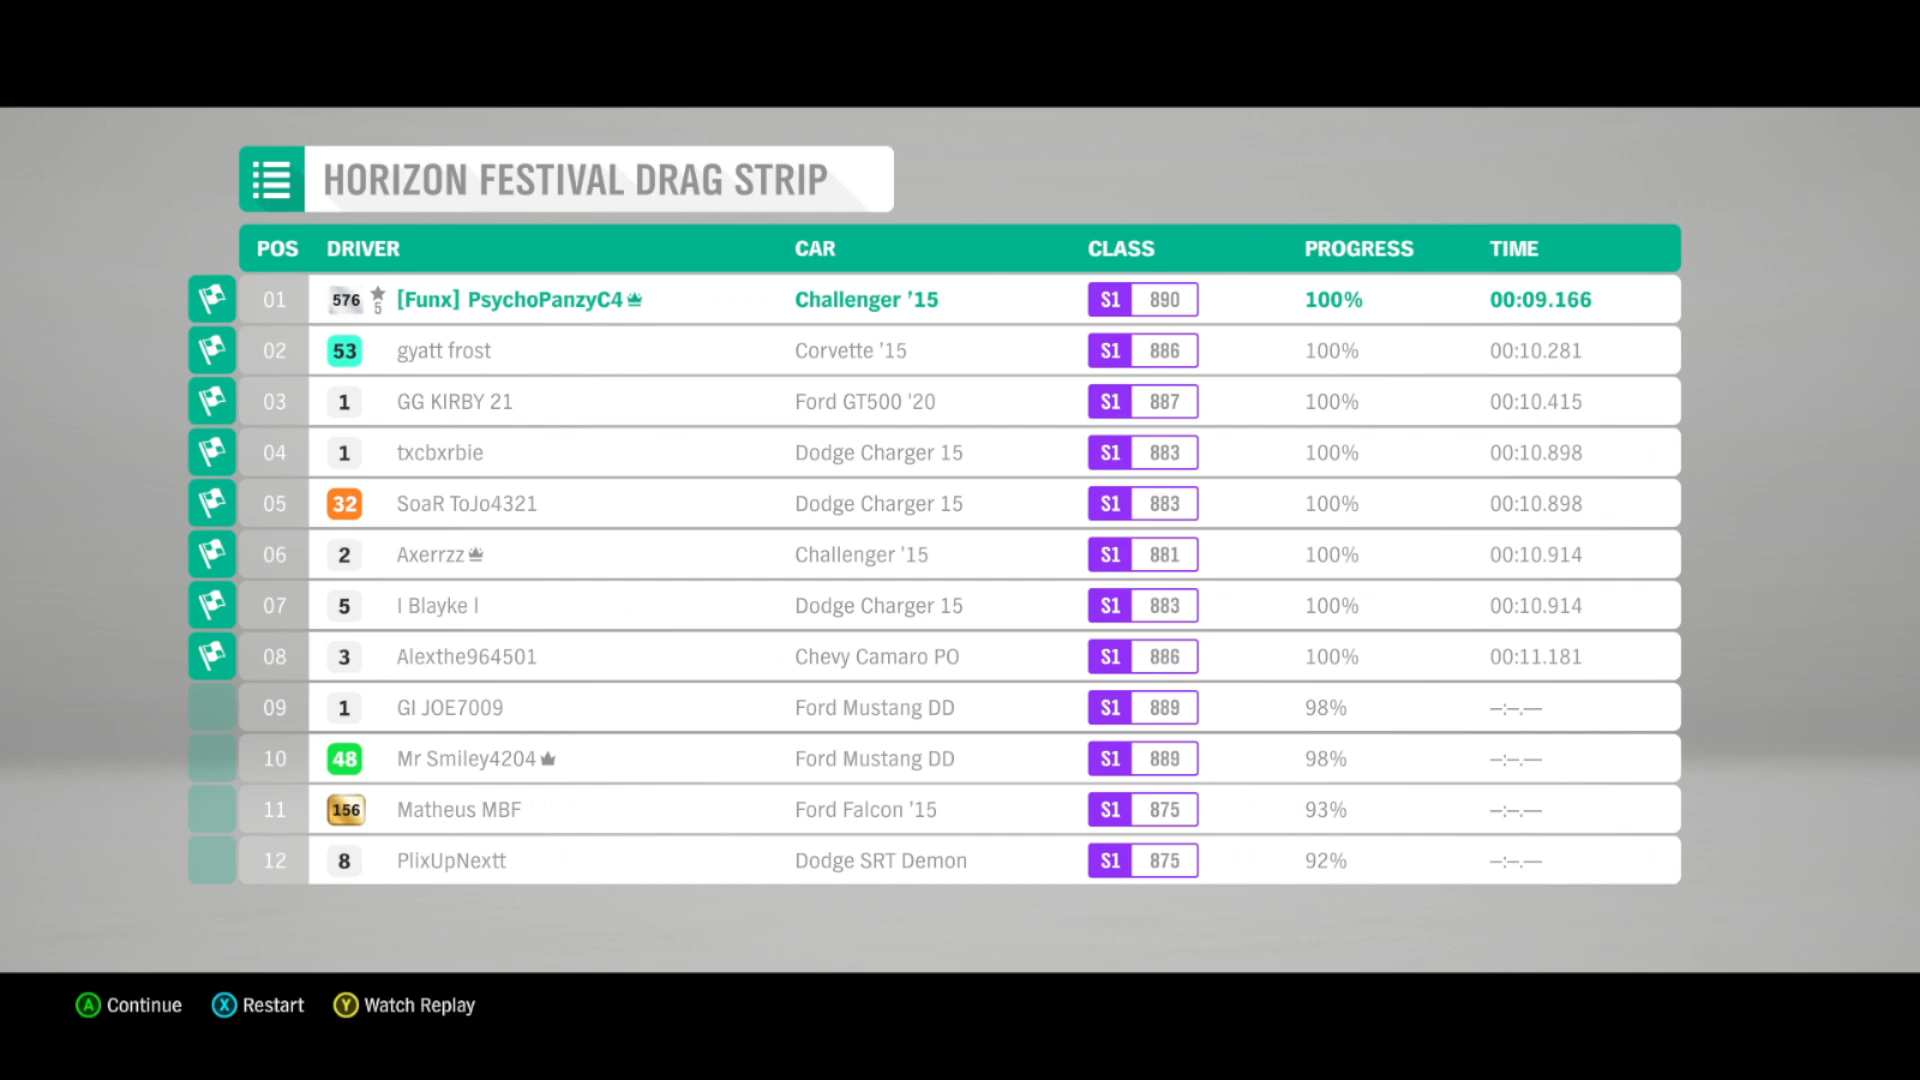 HORIZON FESTIVAL DRAG STRIP
POS DRIVER CAR CLASS PROGRESS TIME
01 576 5 [Funx] PsychoPanzyC4 Challenger '15 S1 890 100% 00:09.166
02 53 gyatt frost Corvette '15 S1 886 100% 00:10.281
03 1 GG KIRBY 21 Ford GT500 '20 S1 887 100% 00:10.415
04 1 txcbxrbie Dodge Charger 15 S1 883 100% 00:10.898
05 32 SoaR ToJo4321 Dodge Charger 15 S1 883 100% 00:10.898
06 2 Axerrzz Challenger '15 S1 881 100% 00:10.914
07 5 I Blayke I Dodge Charger 15 S1 883 100% 00:10.914
08 3 Alexthe964501 Chevy Camaro PO S1 886 100% 00:11.181
09 1 GI JOE7009 Ford Mustang DD S1 889 98% —:—.—
10 48 Mr Smiley4204 Ford Mustang DD S1 889 98% —:—.—
11 156 Matheus MBF Ford Falcon '15 S1 875 93% —:—.—
12 8 PlixUpNextt Dodge SRT Demon S1 875 92% —:—.—
A Continue X Restart Y Watch Replay